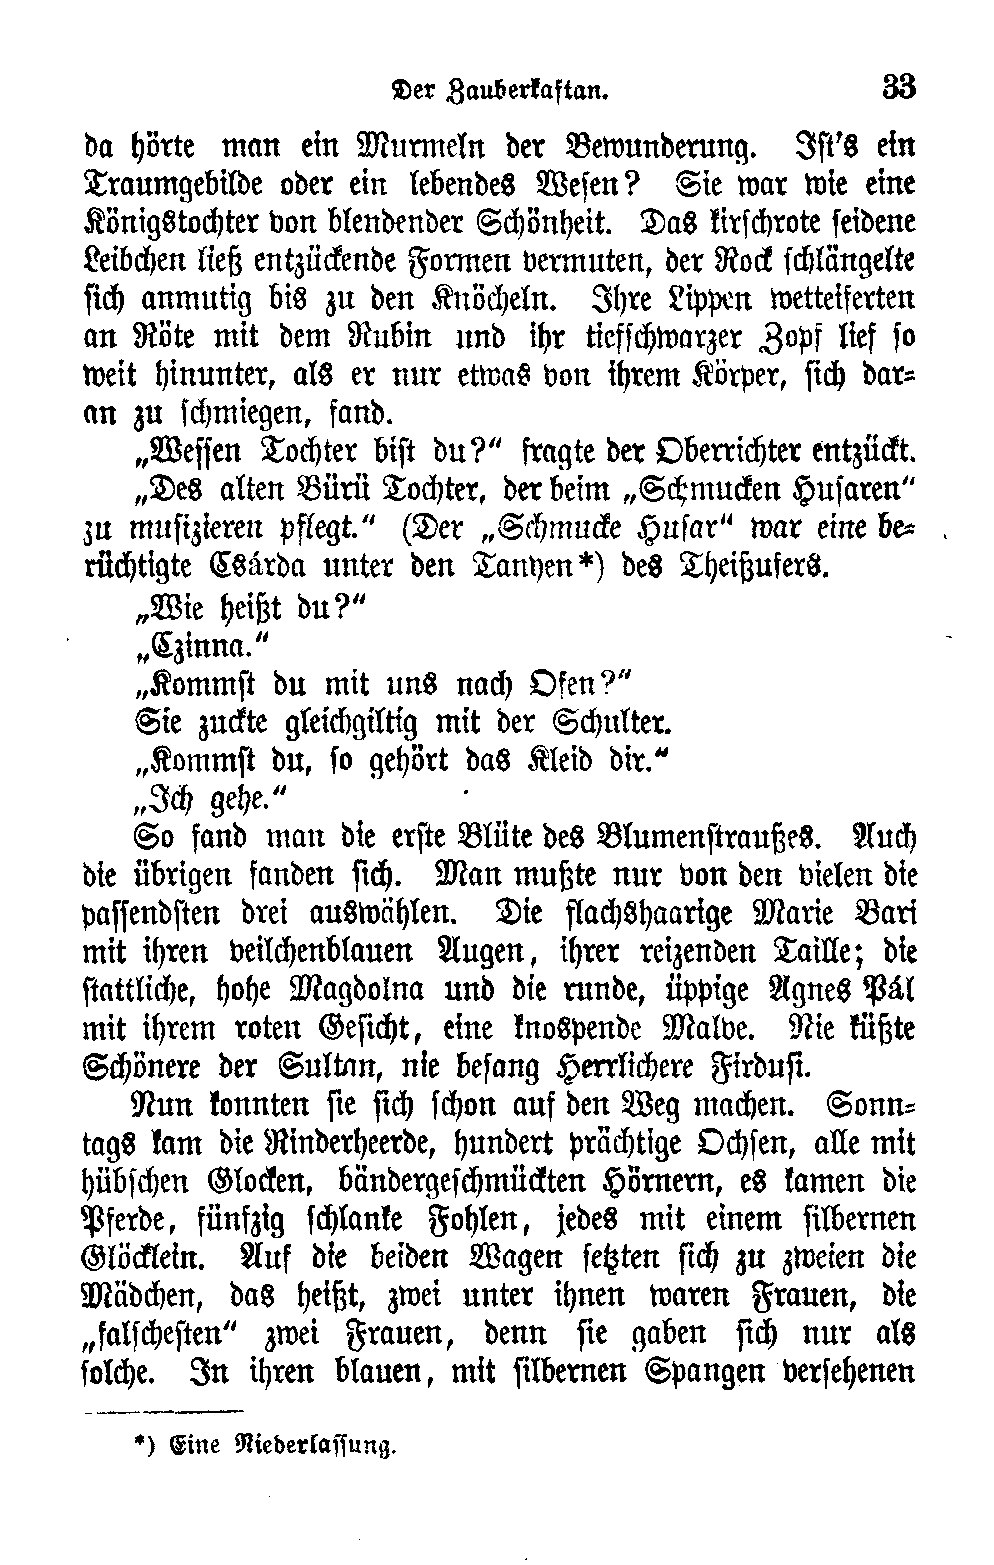 Der Zauberkaftan. 33
da hörte man ein Murmeln der Bewunderung. Ist's ein
Traumgebilde oder ein lebendes Wesen? Sie war wie eine
Königstochter von blendender Schönheit. Das kirschrote seidene
Leibchen ließ entzückende Formen vermuten, der Rock schlängelte
sich anmutig bis zu den Knöcheln. Ihre Lippen wetteiferten
an Röte mit dem Rubin und ihr tiefschwarzer Zopf lief so
weit hinunter, als er nur etwas von ihrem Körper, sich dar-
an zu schmiegen, fand.
„Wessen Tochter bist du?“ fragte der Oberrichter entzückt.
„Des alten Bürü Tochter, der beim „Schmucken Husaren“
zu musizieren pflegt.“ (Der „Schmucke Husar“ war eine be-
rüchtigte Csárda unter den Tanyen*) des Theißufers.
„Wie heißt du?“
„Czinna.“
„Kommst du mit uns nach Ofen?“
Sie zuckte gleichgiltig mit der Schulter.
„Kommst du, so gehört das Kleid dir.“
„Ich gehe.“
So fand man die erste Blüte des Blumenstraußes. Auch
die übrigen fanden sich. Man mußte nur von den vielen die
passendsten drei auswählen. Die flachshaarige Marie Bari
mit ihren veilchenblauen Augen, ihrer reizenden Taille; die
stattliche, hohe Magdolna und die runde, üppige Agnes Pál
mit ihrem roten Gesicht, eine knospende Malve. Nie küßte
Schönere der Sultan, nie besang Herrlichere Firdusi.
Nun konnten sie sich schon auf den Weg machen. Sonn-
tags kam die Rinderheerde, hundert prächtige Ochsen, alle mit
hübschen Glocken, bändergeschmückten Hörnern, es kamen die
Pferde, fünfzig schlanke Fohlen, jedes mit einem silbernen
Glöcklein. Auf die beiden Wagen setzten sich zu zweien die
Mädchen, das heißt, zwei unter ihnen waren Frauen, die
„falschesten“ zwei Frauen, denn sie gaben sich nur als
solche. In ihren blauen, mit silbernen Spangen versehenen
*) Eine Niederlassung.